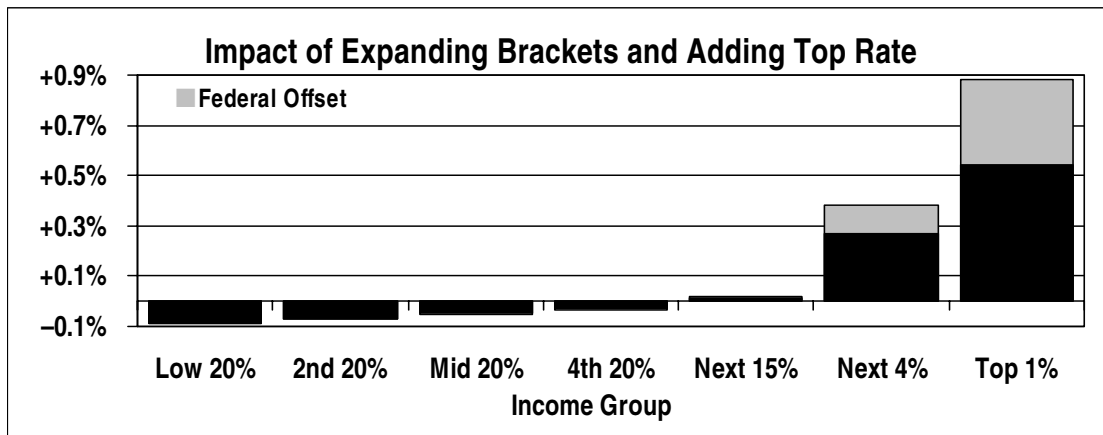 Impact of Expanding Brackets and Adding Top Rate
+0.9%
Federal Offset
+0.7%
+0.5%
+0.3%
+0.1%
–0.1%
Low 20% 2nd 20% Mid 20% 4th 20% Next 15% Next 4% Top 1%
Income Group